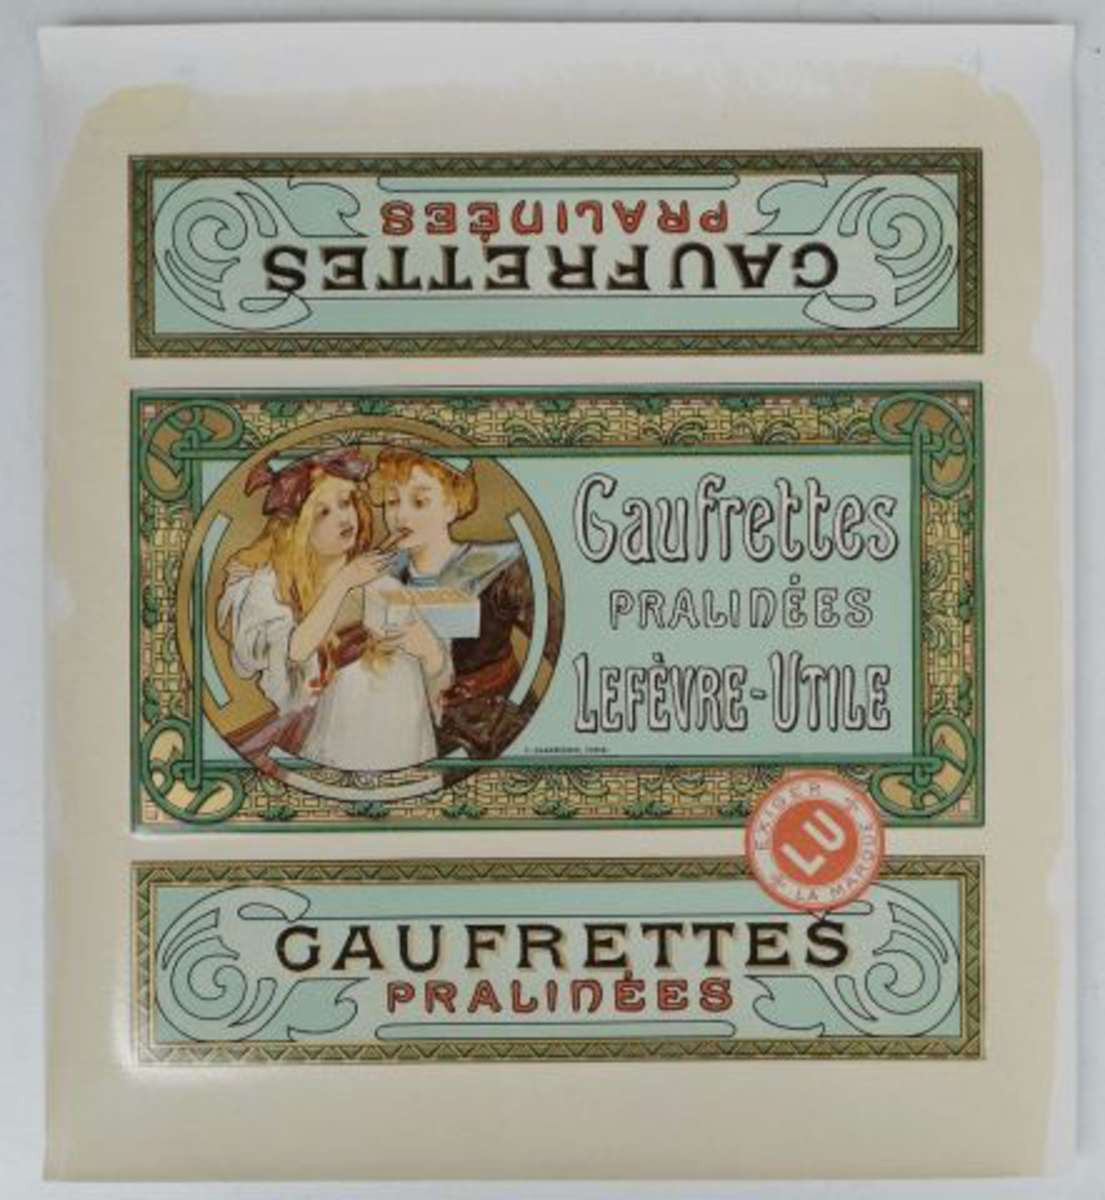 GAUFRETTES
PRALINÉES
Gaufrettes
PRALINÉES
LEFÈVRE-UTILE
EXIGER
LU
LA MARQUE
GAUFRETTES
PRALINÉES